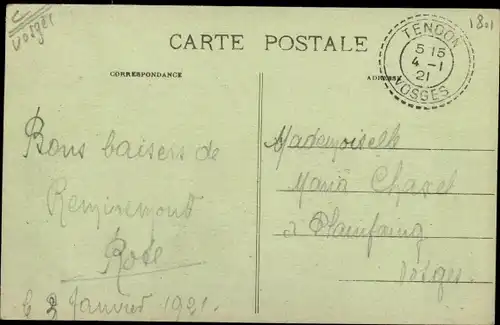 C
Vosges
1801
CARTE POSTALE
TENDON
5 15
4 - 1
21
VOSGES
CORRESPONDANCE
ADRESSE
Bons baisers de
Remiremont
Rose
le 3 Janvier 1921.
Mademoiselle
Maria Chaxel
à Plainfaing
Vosges.